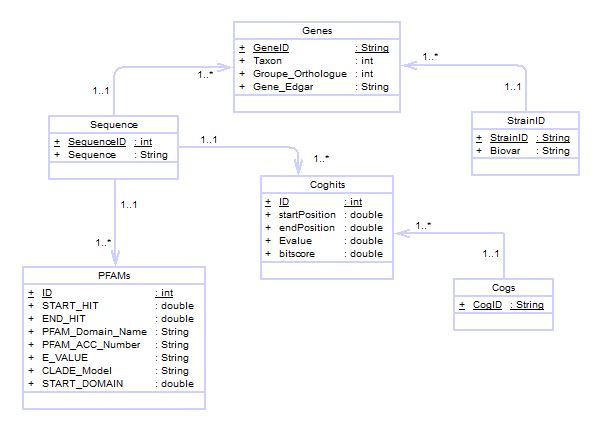 Genes
+ GeneID : String
+ Taxon : int
+ Groupe_Orthologue : int
+ Gene_Edgar : String
1..*
1..*
1..1
1..1
Sequence
+ SequenceID : int
+ Sequence : String
StrainID
+ StrainID : String
+ Biovar : String
1..1
1..*
Coghits
+ ID : int
+ startPosition : double
+ endPosition : double
+ Evalue : double
+ bitscore : double
1..1
1..*
1..*
1..1
PFAMs
+ ID : int
+ START_HIT : double
+ END_HIT : double
+ PFAM_Domain_Name : String
+ PFAM_ACC_Number : String
+ E_VALUE : String
+ CLADE_Model : String
+ START_DOMAIN : double
Cogs
+ CogID : String